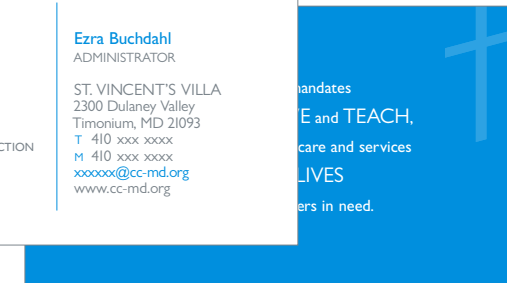 Ezra Buchdahl
ADMINISTRATOR
ST. VINCENT'S VILLA
2300 Dulaney Valley
Timonium, MD 21093
T 410 xxx xxxx
M 410 xxx xxxx
xxxxxx@cc-md.org
www.cc-md.org
CTION
andates
E and TEACH,
care and services
LIVES
ers in need.